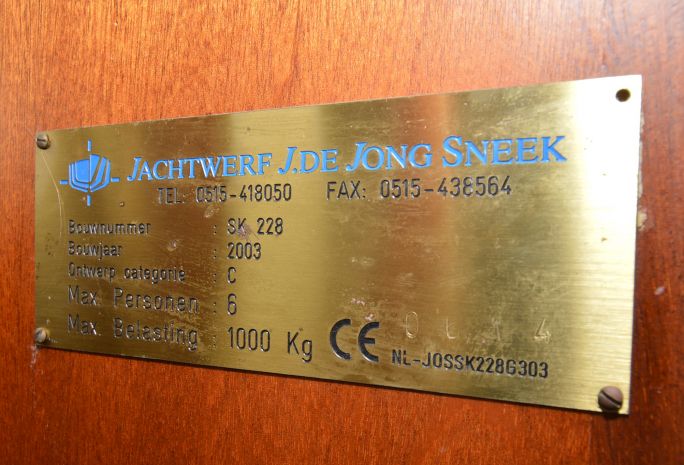 JACHTWERF J.DE JONG SNEEK
TEL: 0515-418050 FAX: 0515-438564
Bouwnummer : SK 228
Bouwjaar : 2003
Ontwerp categorie : C
Max. Personen : 6
Max. Belasting : 1000 Kg
CE 0614
NL-JOSSK228G303